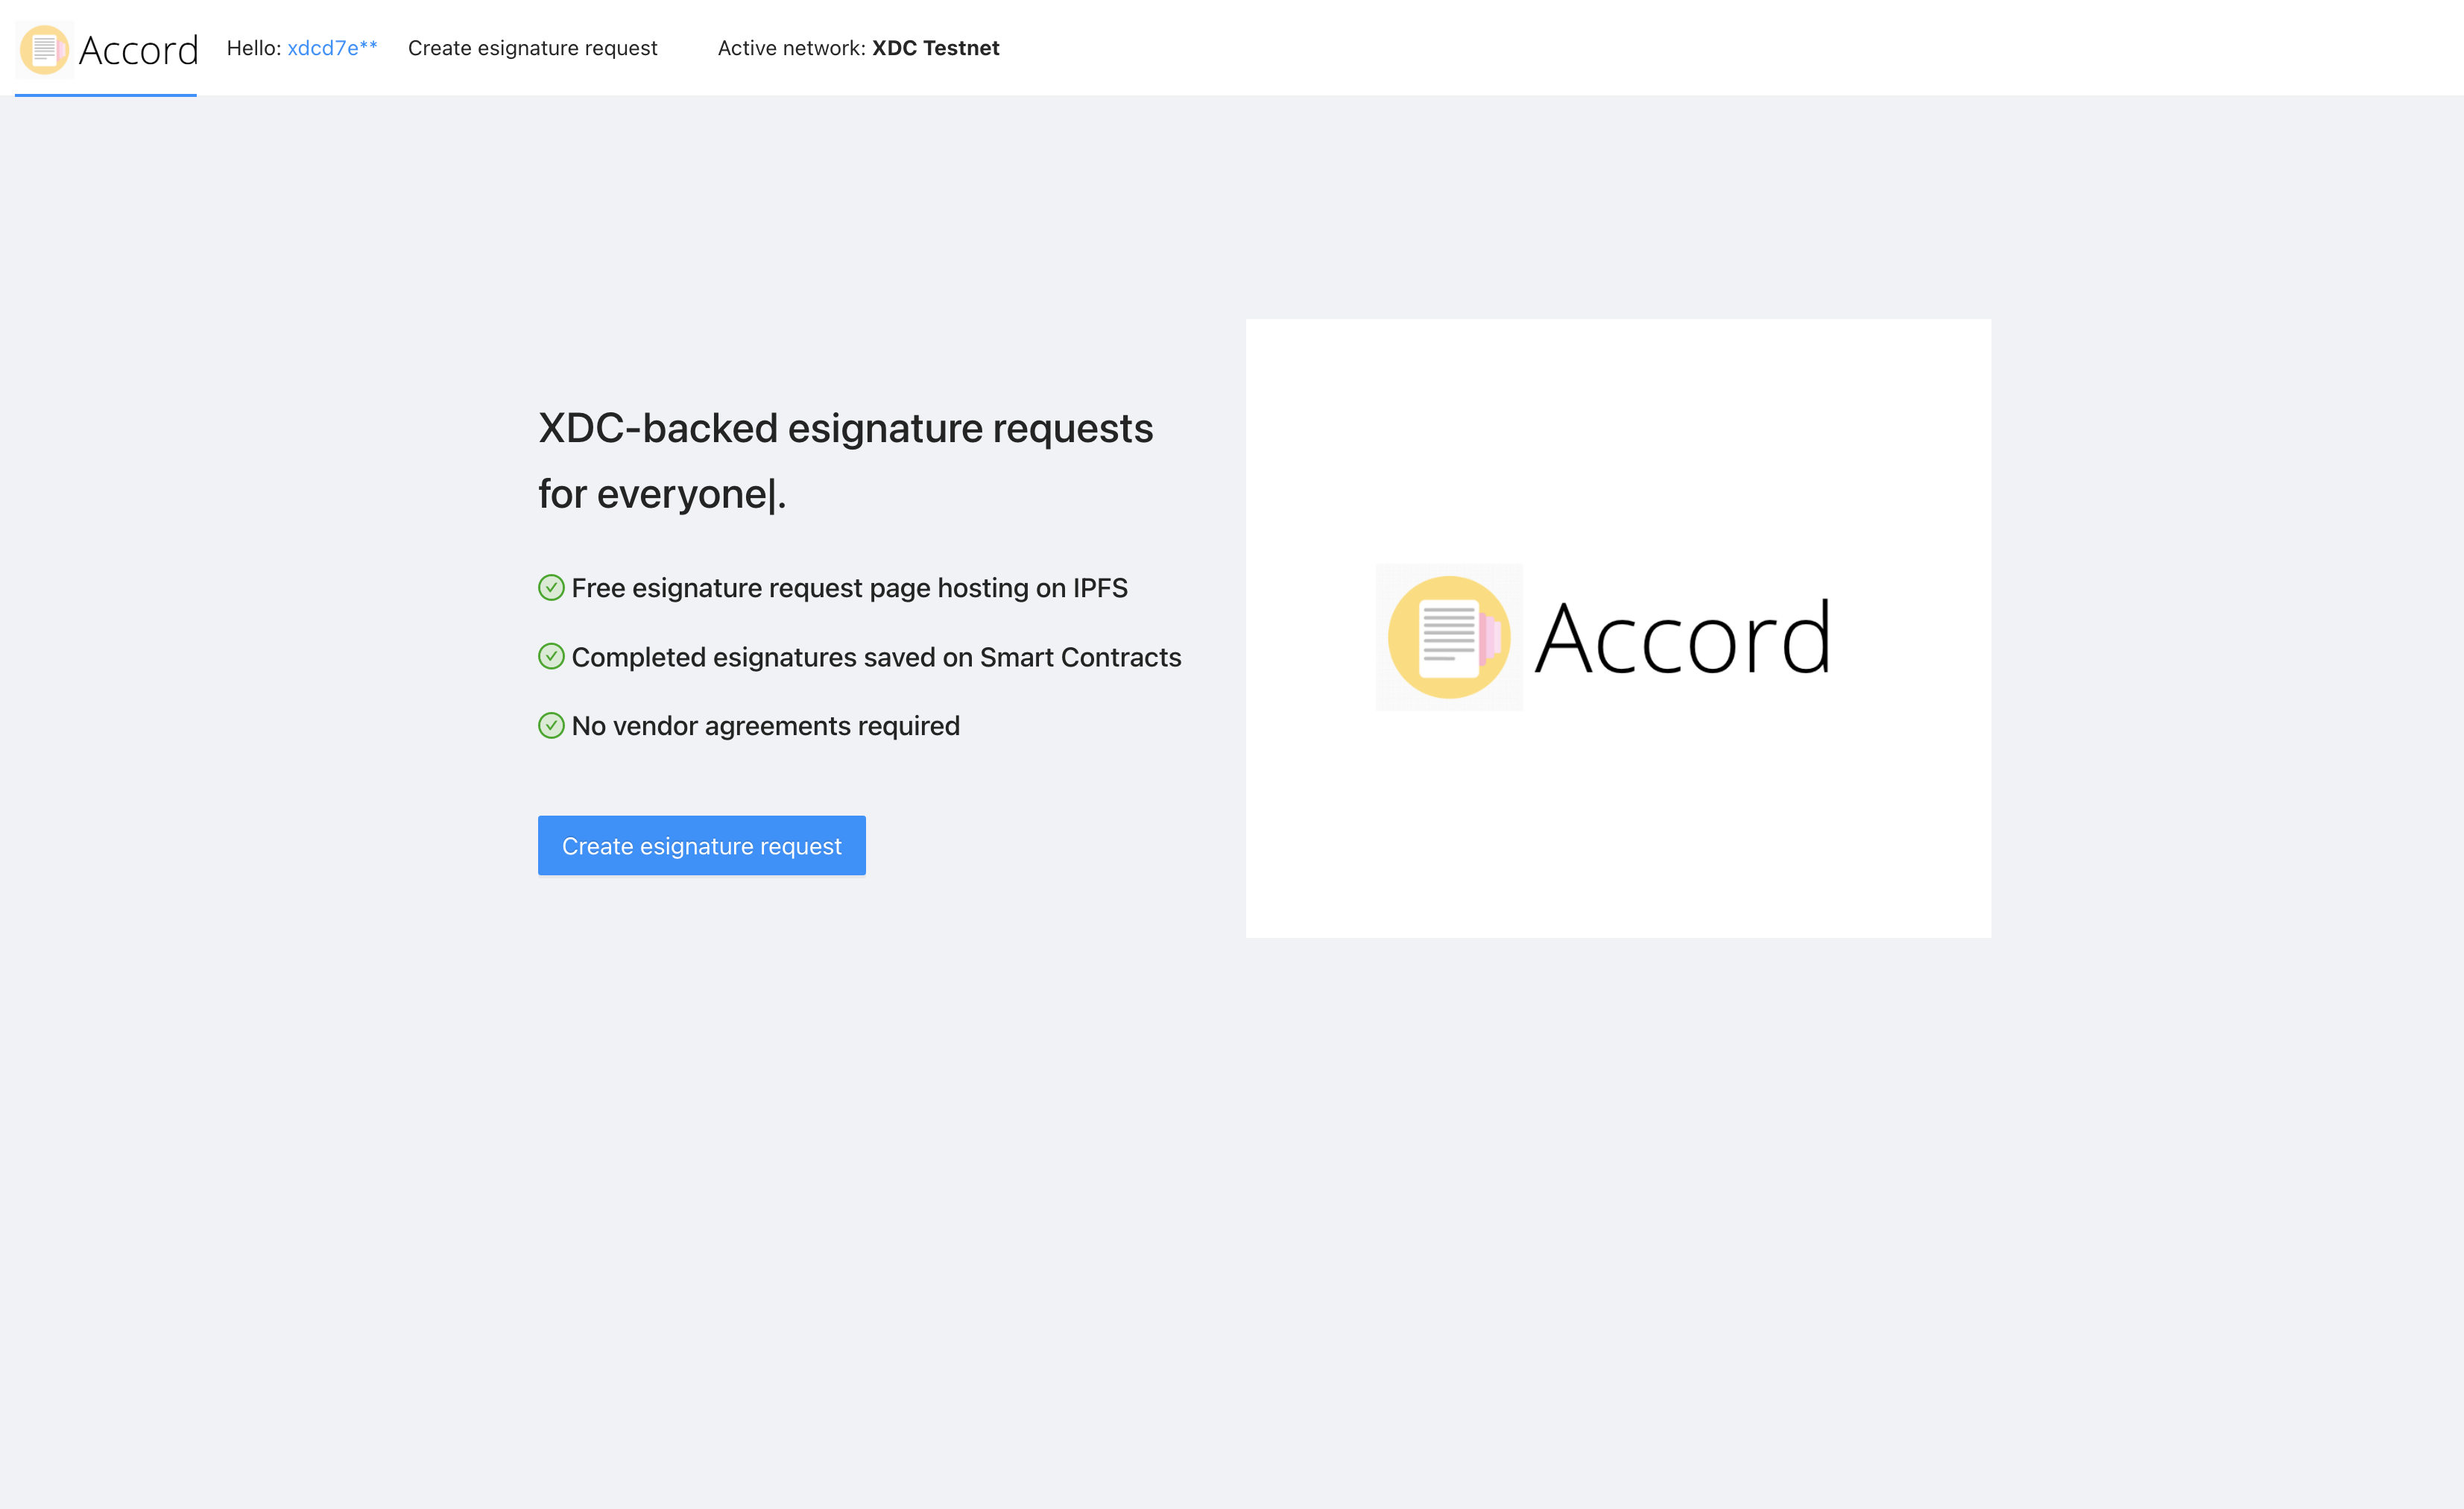 Accord Hello: xdcd7e** Create esignature request Active network: XDC Testnet
XDC-backed esignature requests
for everyone|.
Free esignature request page hosting on IPFS
Completed esignatures saved on Smart Contracts
No vendor agreements required
Create esignature request
Accord